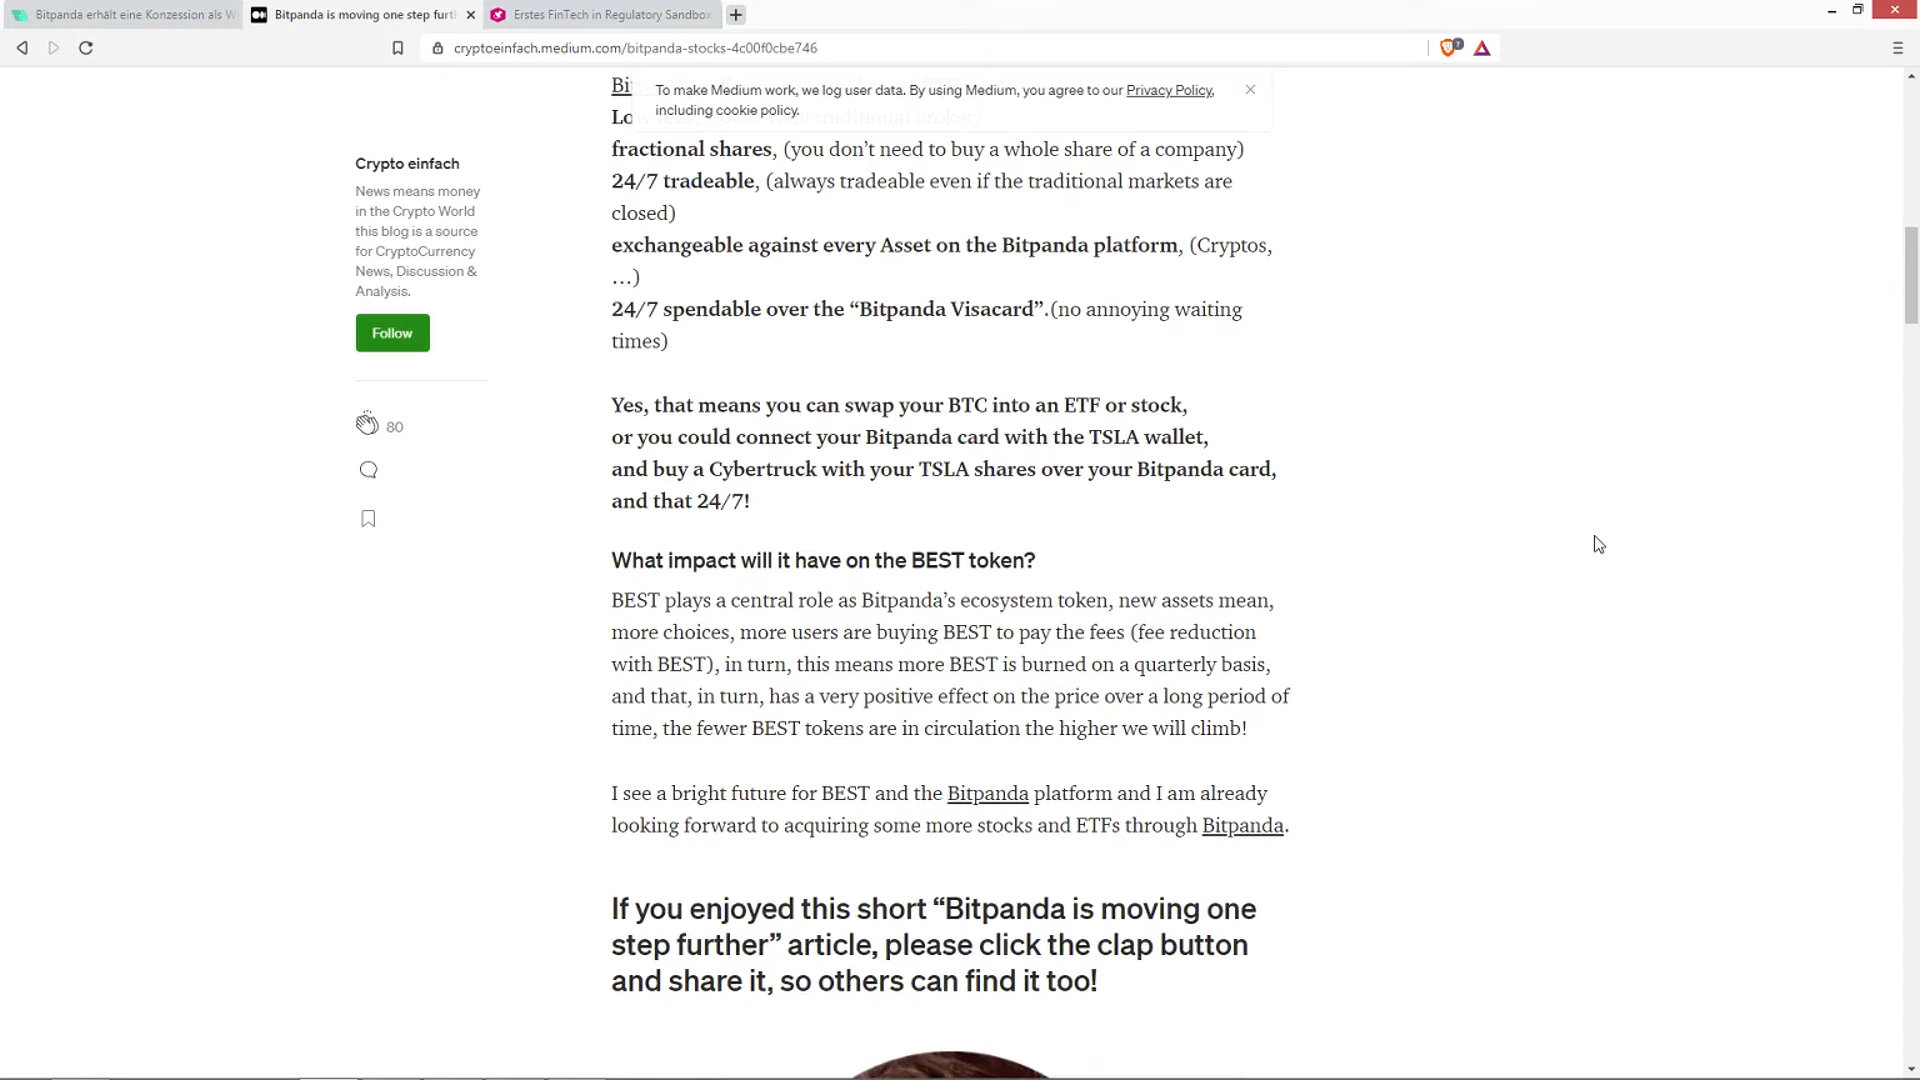 Bitpanda erhält eine Konzession als W
Bitpanda is moving one step furt
Erstes FinTech in Regulatory Sandbox
cryptoeinfach.medium.com/bitpanda-stocks-4c00f0cbe746
7
To make Medium work, we log user data. By using Medium, you agree to our Privacy Policy,
including cookie policy.
Bi
Lo traditional broker)
fractional shares, (you don’t need to buy a whole share of a company)
24/7 tradeable, (always tradeable even if the traditional markets are
closed)
exchangeable against every Asset on the Bitpanda platform, (Cryptos,
…)
24/7 spendable over the “Bitpanda Visacard”.(no annoying waiting
times)
Crypto einfach
News means money
in the Crypto World
this blog is a source
for CryptoCurrency
News, Discussion &
Analysis.
Follow
80
Yes, that means you can swap your BTC into an ETF or stock,
or you could connect your Bitpanda card with the TSLA wallet,
and buy a Cybertruck with your TSLA shares over your Bitpanda card,
and that 24/7!
What impact will it have on the BEST token?
BEST plays a central role as Bitpanda’s ecosystem token, new assets mean,
more choices, more users are buying BEST to pay the fees (fee reduction
with BEST), in turn, this means more BEST is burned on a quarterly basis,
and that, in turn, has a very positive effect on the price over a long period of
time, the fewer BEST tokens are in circulation the higher we will climb!
I see a bright future for BEST and the Bitpanda platform and I am already
looking forward to acquiring some more stocks and ETFs through Bitpanda.
If you enjoyed this short “Bitpanda is moving one
step further” article, please click the clap button
and share it, so others can find it too!